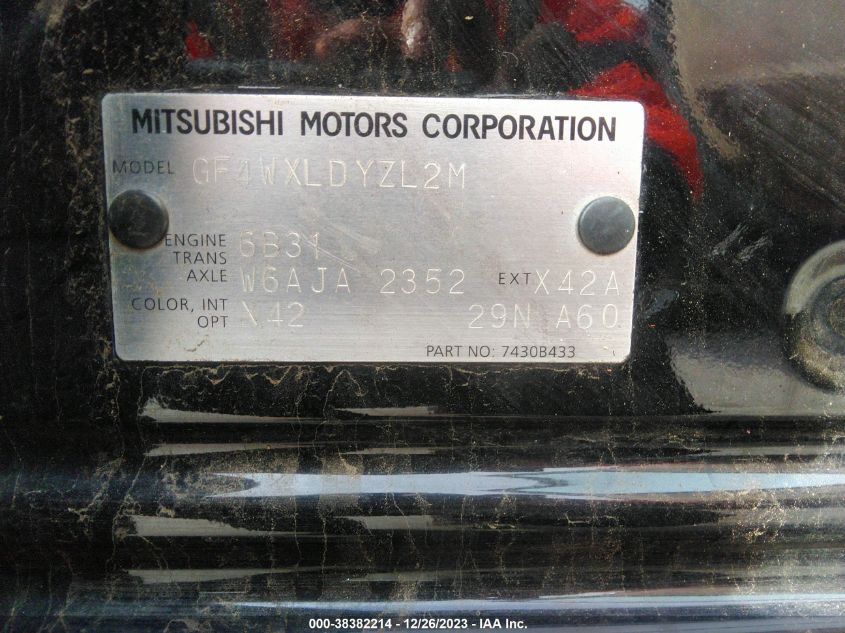 MITSUBISHI MOTORS CORPORATION
MODEL GF4WXLDYZL2M
ENGINE 6B31
TRANS
AXLE W6AJA 2352 EXT X42A
COLOR, INT X42
OPT 29N A60
PART NO: 7430B433
000-38382214 - 12/26/2023 - IAA Inc.